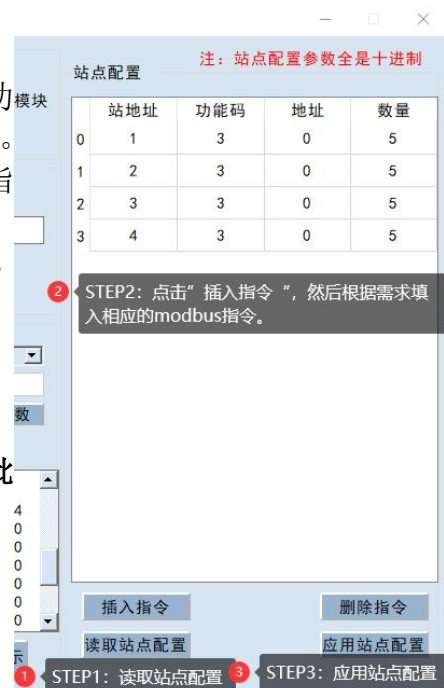 注：站点配置参数全是十进制
站点配置
模块
站地址 功能码 地址 数量
0 1 3 0 5
1 2 3 0 5
2 3 3 0 5
3 4 3 0 5
。
2 STEP2：点击”插入指令“，然后根据需求填
入相应的modbus指令。
数
4
0
0
0
0
0
0
插入指令 删除指令
读取站点配置 应用站点配置
示
1 STEP1：读取站点配置 3 STEP3：应用站点配置